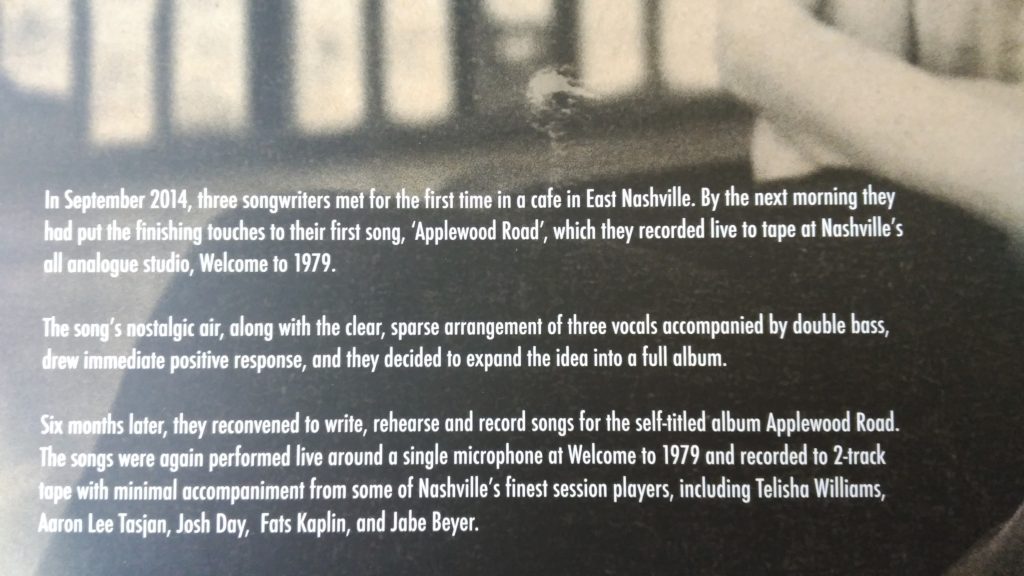 In September 2014, three songwriters met for the first time in a cafe in East Nashville. By the next morning they
had put the finishing touches to their first song, ‘Applewood Road’, which they recorded live to tape at Nashville’s
all analogue studio, Welcome to 1979.
The song’s nostalgic air, along with the clear, sparse arrangement of three vocals accompanied by double bass,
drew immediate positive response, and they decided to expand the idea into a full album.
Six months later, they reconvened to write, rehearse and record songs for the self-titled album Applewood Road.
The songs were again performed live around a single microphone at Welcome to 1979 and recorded to 2-track
tape with minimal accompaniment from some of Nashville’s finest session players, including Telisha Williams,
Aaron Lee Tasjan, Josh Day,  Fats Kaplin, and Jabe Beyer.